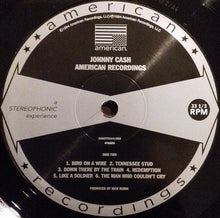 american
american.
JOHNNY CASH
AMERICAN RECORDINGS
a
STEREOPHONIC
experience
33 1/3
RPM
SIDE TWO
1. BIRD ON A WIRE 2. TENNESSEE STUD
3. DOWN THERE BY THE TRAIN 4. REDEMPTION
5. LIKE A SOLDIER 6. THE MAN WHO COULDN'T CRY
PRODUCED BY RICK RUBIN
recordings